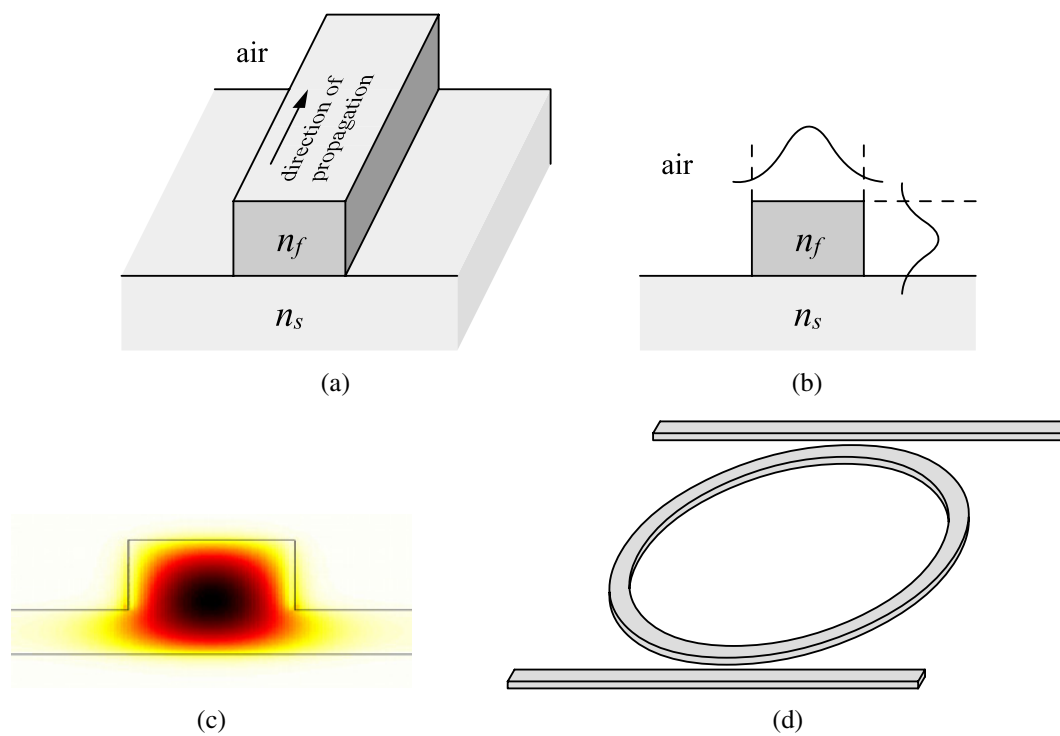 air
direction of
propagation
n_f
n_s
(a)
air
n_f
n_s
(b)
(c)
(d)